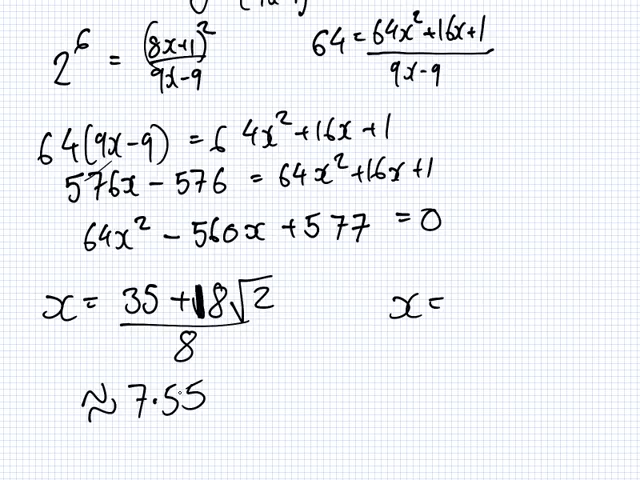 2^6 = (8x+1)^2 / 9x-9    64 = 64x^2+16x+1 / 9x-9
64(9x-9) = 64x^2+16x+1
576x - 576 = 64x^2+16x+1
64x^2 - 560x + 577 = 0
x = 35 + 18√2 / 8    x =
≈ 7.55